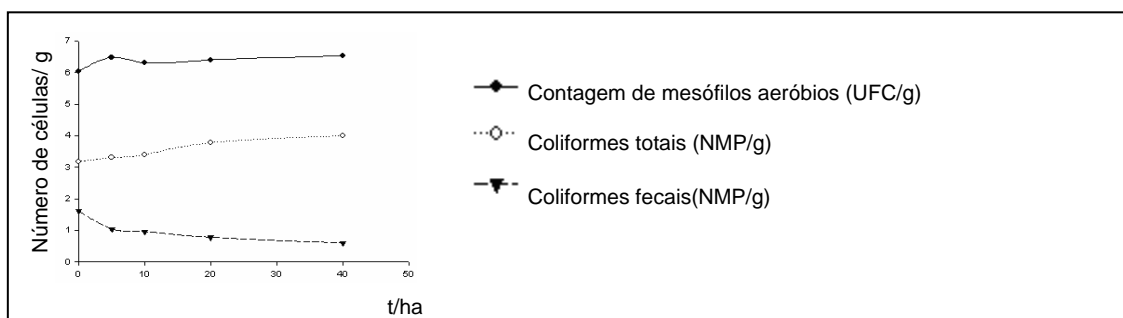 Número de células/ g
7
6
5
4
3
2
1
0
0 10 20 30 40 50
t/ha
Contagem de mesófilos aeróbios (UFC/g)
Coliformes totais (NMP/g)
Coliformes fecais(NMP/g)